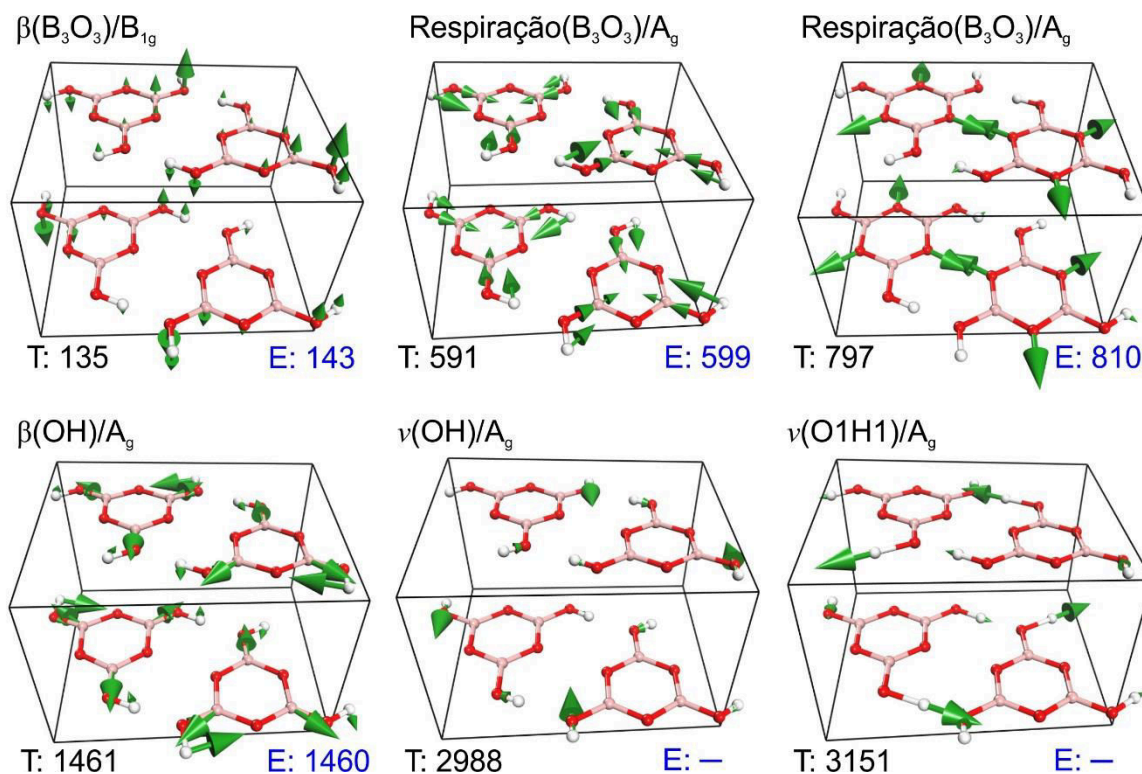 β(B₃O₃)/B₁g
Respiração(B₃O₃)/Ag
Respiração(B₃O₃)/Ag
T: 135
E: 143
T: 591
E: 599
T: 797
E: 810
β(OH)/Ag
ν(OH)/Ag
ν(O1H1)/Ag
T: 1461
E: 1460
T: 2988
E: –
T: 3151
E: –